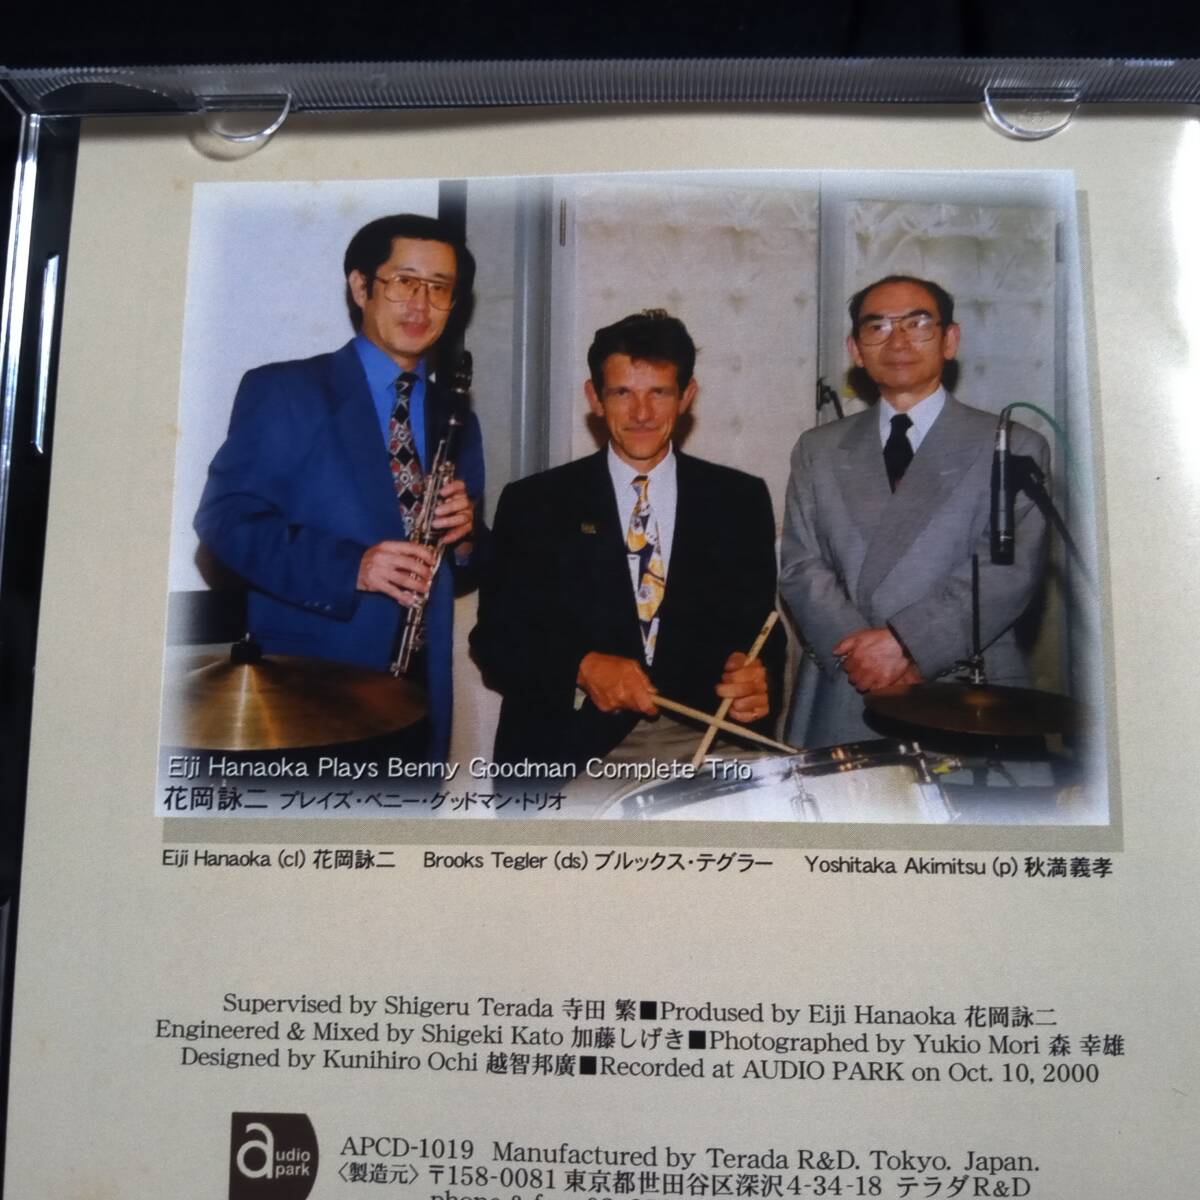 Eiji Hanaoka Plays Benny Goodman Complete Trio
花岡詠二 プレイズ・ベニー・グッドマン・トリオ
Eiji Hanaoka (cl) 花岡詠二 Brooks Tegler (ds) ブルックス・テグラー Yoshitaka Akimitsu (p) 秋満義孝
Supervised by Shigeru Terada 寺田 繁■Prodused by Eiji Hanaoka 花岡詠二
Engineered & Mixed by Shigeki Kato 加藤しげき■Photographed by Yukio Mori 森 幸雄
Designed by Kunihiro Ochi 越智邦廣■Recorded at AUDIO PARK on Oct. 10, 2000
audio park
APCD-1019 Manufactured by Terada R&D. Tokyo. Japan.
〈製造元〉〒158-0081 東京都世田谷区深沢4-34-18 テラダR&D
phone &